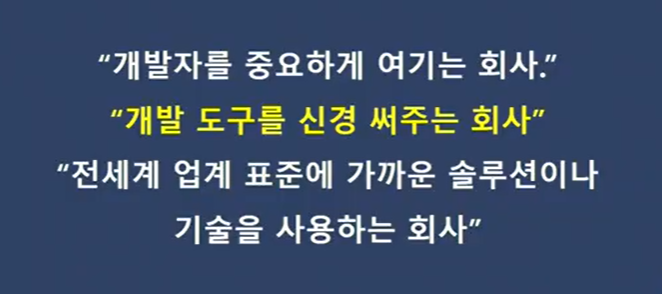 “개발자를 중요하게 여기는 회사.”
“개발 도구를 신경 써주는 회사”
“전세계 업계 표준에 가까운 솔루션이나
기술을 사용하는 회사”